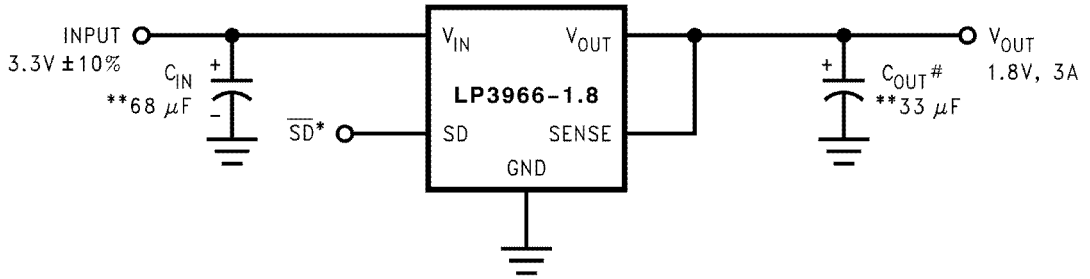 INPUT
3.3V ±10%
+
C_IN
**68 μF
−
V_IN
V_OUT
LP3966-1.8
S̅D̅*
SD
SENSE
GND
+
C_OUT#
**33 μF
V_OUT
1.8V, 3A